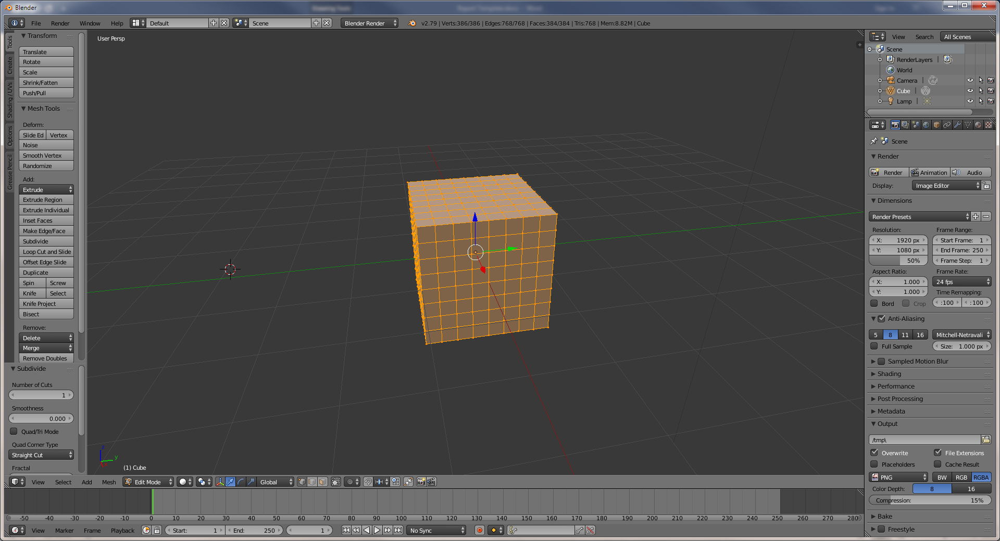 Blender
File Render Window Help Default Scene Blender Render v2.79 | Verts:386/386 | Edges:768/768 | Faces:384/384 | Tris:768 | Mem:8.82M | Cube
Tools
Create
Shading / UVs
Options
Grease Pencil
Transform
Translate
Rotate
Scale
Shrink/Fatten
Push/Pull
Mesh Tools
Deform:
Slide Ed Vertex
Noise
Smooth Vertex
Randomize
Add:
Extrude
Extrude Region
Extrude Individual
Inset Faces
Make Edge/Face
Subdivide
Loop Cut and Slide
Offset Edge Slide
Duplicate
Spin Screw
Knife Select
Knife Project
Bisect
Remove:
Delete
Merge
Remove Doubles
Subdivide
Number of Cuts
1
Smoothness
0.000
Quad/Tri Mode
Quad Corner Type
Straight Cut
Fractal
User Persp
z
y
x
(1) Cube
View Select Add Mesh Edit Mode Global
-50 -40 -30 -20 -10 0 10 20 30 40 50 60 70 80 90 100 110 120 130 140 150 160 170 180 190 200 210 220 230 240 250 260 270 280
View Marker Frame Playback Start: 1 End: 250 1 No Sync
View Search All Scenes
Scene
RenderLayers |
World
Camera |
Cube |
Lamp |
Scene
Render
Render Animation Audio
Display: Image Editor
Dimensions
Render Presets
Resolution: Frame Range:
X: 1920 px Start Frame: 1
Y: 1080 px End Frame: 250
50% Frame Step: 1
Aspect Ratio: Frame Rate:
X: 1.000 24 fps
Y: 1.000 Time Remapping:
Bord Crop :100 :100
Anti-Aliasing
5 8 11 16 Mitchell-Netravali
Full Sample Size: 1.000 px
Sampled Motion Blur
Shading
Performance
Post Processing
Metadata
Output
/tmp\
Overwrite File Extensions
Placeholders Cache Result
PNG BW RGB RGBA
Color Depth: 8 16
Compression: 15%
Bake
Freestyle